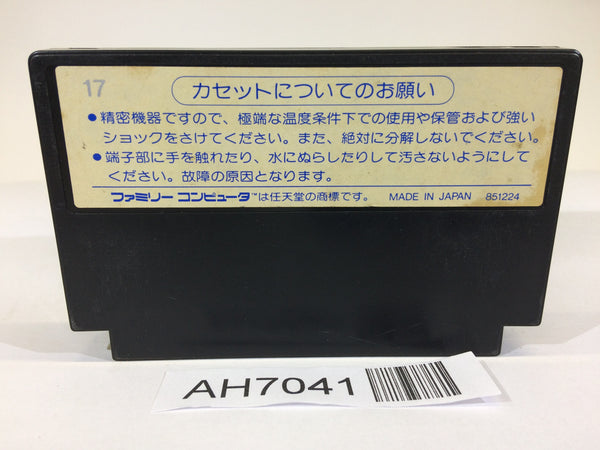 17
カセットについてのお願い
●精密機器ですので、極端な温度条件下での使用や保管および強い
ショックをさけてください。また、絶対に分解しないでください。
●端子部に手を触れたり、水にぬらしたりして汚さないようにして
ください。故障の原因となります。
ファミリー コンピュータ™は任天堂の商標です。 MADE IN JAPAN 851224
AH7041